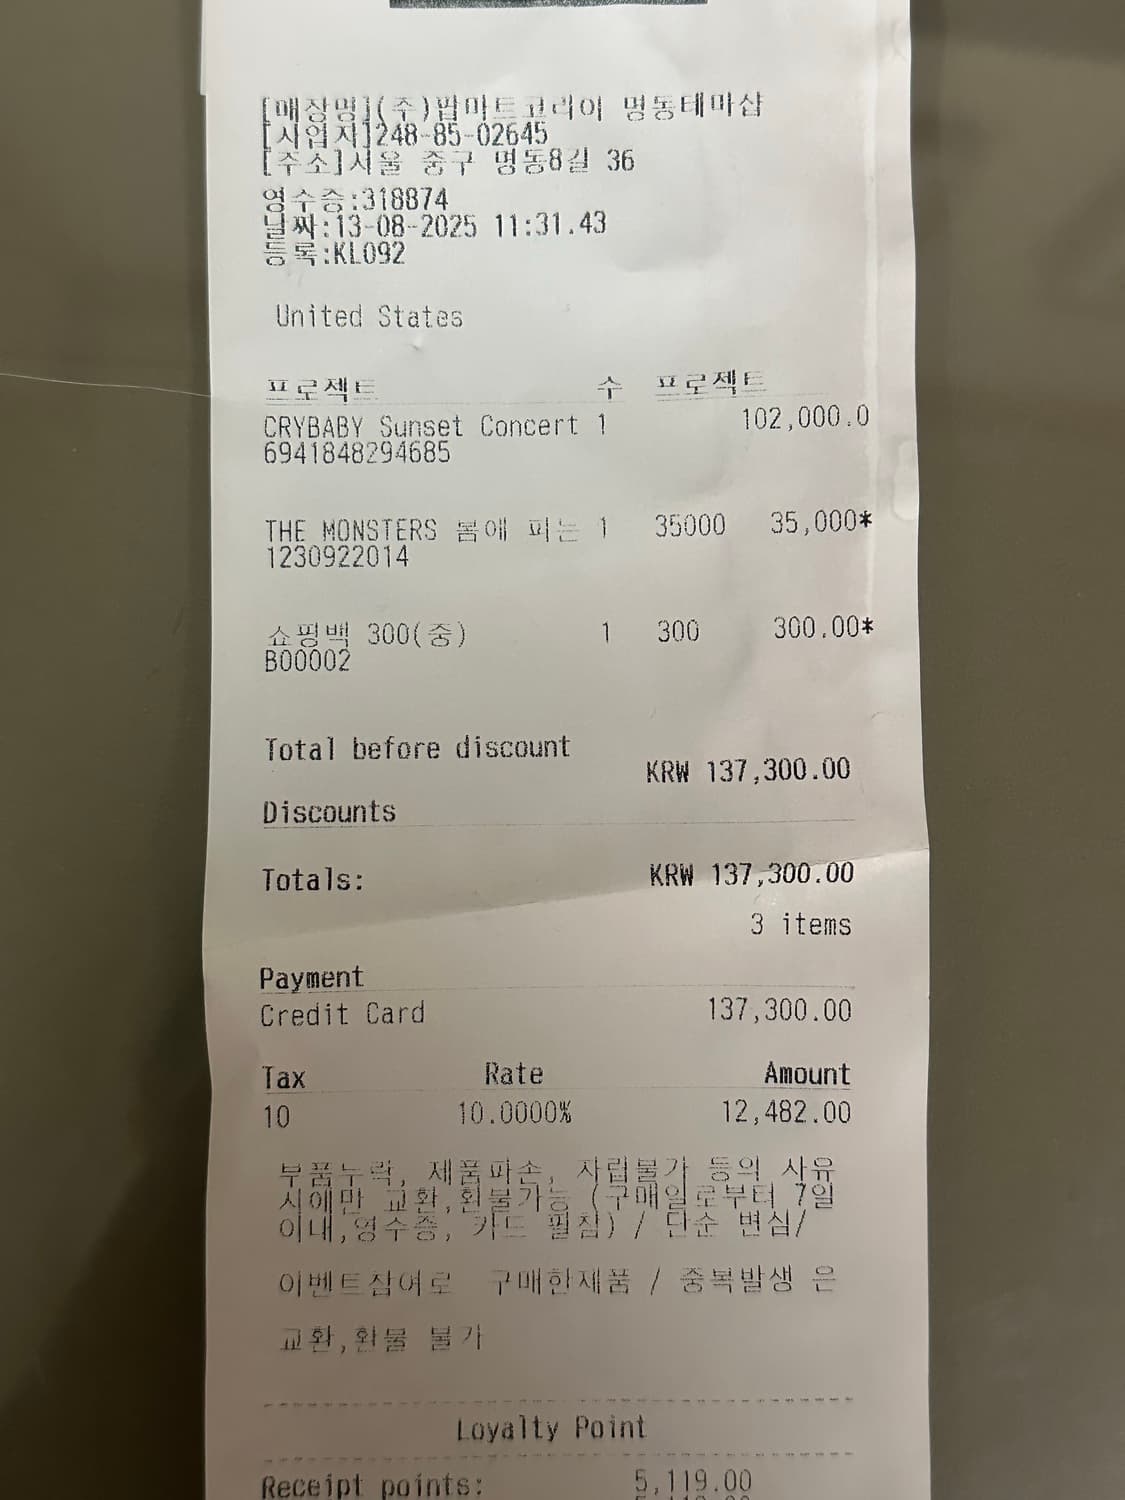 [매장명](주)팝마트코리아 명동테마샵
[사업자]248-85-02645
[주소]서울 중구 명동8길 36
영수증:318874
날짜:13-08-2025 11:31.43
등록:KL092
United States
프로젝트 수 프로젝트
CRYBABY Sunset Concert 1 102,000.0
6941848294685
THE MONSTERS 봄에 피는 1 35000 35,000*
1230922014
쇼핑백 300(중) 1 300 300.00*
B00002
Total before discount
KRW 137,300.00
Discounts
Totals: KRW 137,300.00
3 items
Payment
Credit Card 137,300.00
Tax Rate Amount
10 10.0000% 12,482.00
부품누락, 제품파손, 자립불가 등의 사유
시에만 교환,환불가능 (구매일로부터 7일
이내,영수증, 카드 필참) / 단순 변심/
이벤트참여로 구매한제품 / 중복발생 은
교환,환불 불가
Loyalty Point
Receipt points: 5,119.00